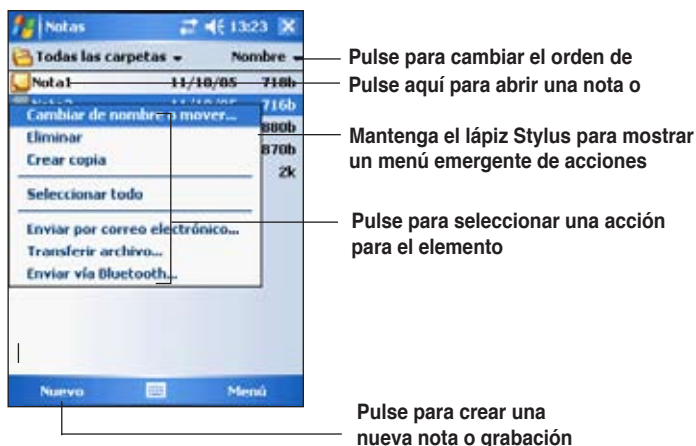 Notas 13:23
Todas las carpetas Nombre
Nota1 11/10/05 718b
716b
880b
870b
2k
Cambiar de nombre o mover...
Eliminar
Crear copia
Seleccionar todo
Enviar por correo electrónico...
Transferir archivo...
Enviar vía Bluetooth...
Nuevo Menú
Pulse para cambiar el orden de
Pulse aquí para abrir una nota o
Mantenga el lápiz Stylus para mostrar
un menú emergente de acciones
Pulse para seleccionar una acción
para el elemento
Pulse para crear una
nueva nota o grabación